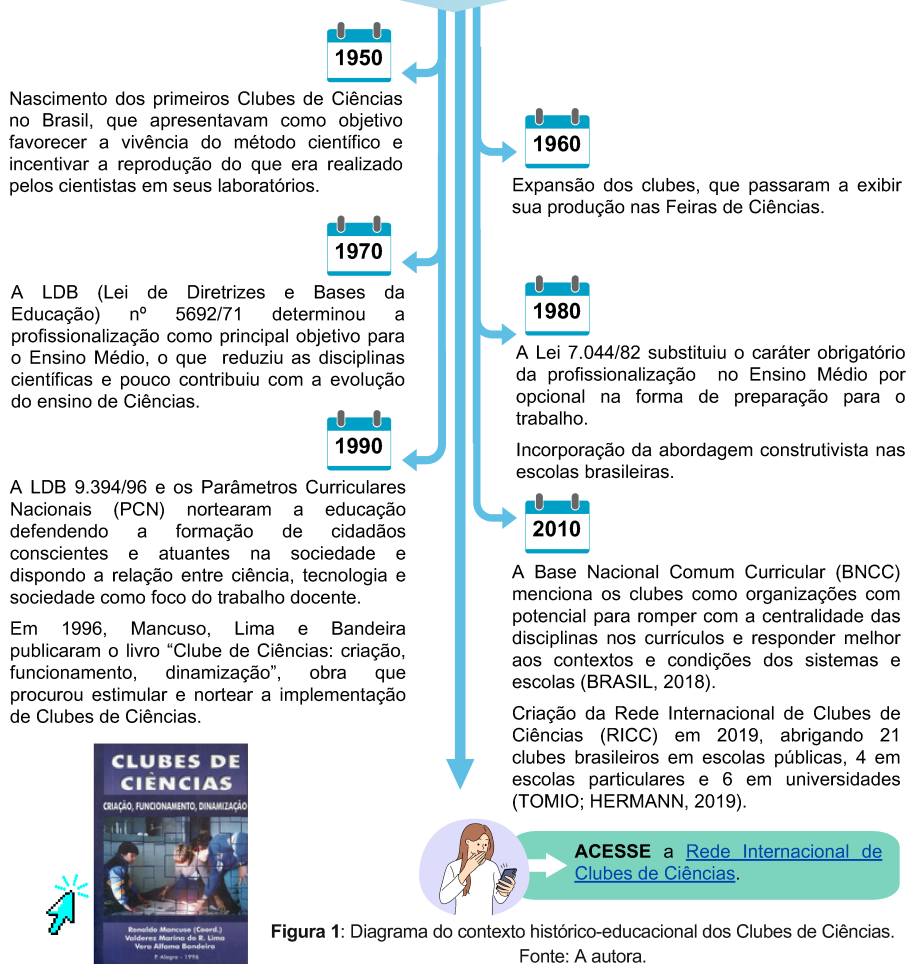 1950
Nascimento dos primeiros Clubes de Ciências
no Brasil, que apresentavam como objetivo
favorecer a vivência do método científico e
incentivar a reprodução do que era realizado
pelos cientistas em seus laboratórios.
1960
Expansão dos clubes, que passaram a exibir
sua produção nas Feiras de Ciências.
1970
A LDB (Lei de Diretrizes e Bases da
Educação) nº 5692/71 determinou a
profissionalização como principal objetivo para
o Ensino Médio, o que reduziu as disciplinas
científicas e pouco contribuiu com a evolução
do ensino de Ciências.
1980
A Lei 7.044/82 substituiu o caráter obrigatório
da profissionalização no Ensino Médio por
opcional na forma de preparação para o
trabalho.
Incorporação da abordagem construtivista nas
escolas brasileiras.
1990
A LDB 9.394/96 e os Parâmetros Curriculares
Nacionais (PCN) nortearam a educação
defendendo a formação de cidadãos
conscientes e atuantes na sociedade e
dispondo a relação entre ciência, tecnologia e
sociedade como foco do trabalho docente.
Em 1996, Mancuso, Lima e Bandeira
publicaram o livro “Clube de Ciências: criação,
funcionamento, dinamização”, obra que
procurou estimular e nortear a implementação
de Clubes de Ciências.
2010
A Base Nacional Comum Curricular (BNCC)
menciona os clubes como organizações com
potencial para romper com a centralidade das
disciplinas nos currículos e responder melhor
aos contextos e condições dos sistemas e
escolas (BRASIL, 2018).
Criação da Rede Internacional de Clubes de
Ciências (RICC) em 2019, abrigando 21
clubes brasileiros em escolas públicas, 4 em
escolas particulares e 6 em universidades
(TOMIO; HERMANN, 2019).
CLUBES DE
CIÊNCIAS
CRIAÇÃO, FUNCIONAMENTO, DINAMIZAÇÃO
Ronaldo Mancuso (Coord.)
Valderez Marina do R. Lima
Vera Alfama Bandeira
P. Alegre - 1996
ACESSE a Rede Internacional de
Clubes de Ciências.
Figura 1: Diagrama do contexto histórico-educacional dos Clubes de Ciências.
Fonte: A autora.